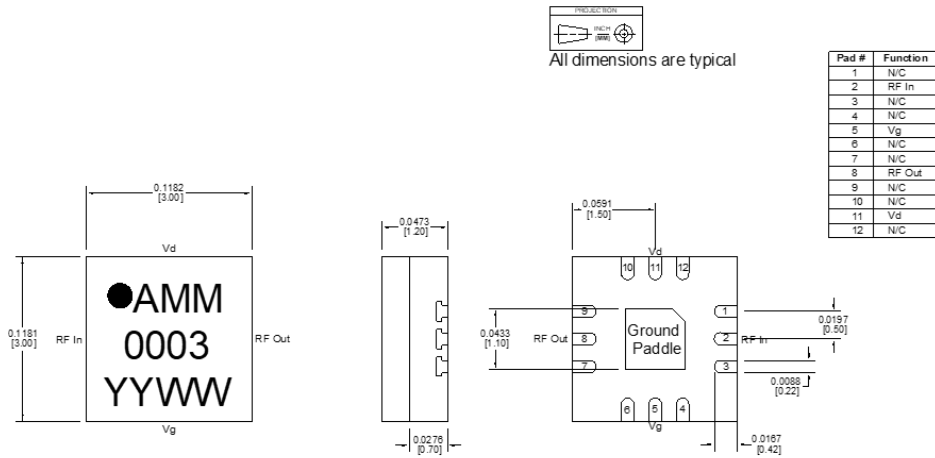 PROJECTION
INCH
[MM]
All dimensions are typical
Pad # Function
1 N/C
2 RF In
3 N/C
4 N/C
5 Vg
6 N/C
7 N/C
8 RF Out
9 N/C
10 N/C
11 Vd
12 N/C
0.1182
[3.00]
Vd
0.1181
[3.00]
RF In
AMM
0003
YYWW
RF Out
Vg
0.0473
[1.20]
0.0276
[0.70]
0.0591
[1.50]
Vd
10 11 12
0.0433
[1.10]
RF Out
9
8
7
Ground
Paddle
1
2
3
RF In
0.0197
[0.50]
0.0088
[0.22]
6 5 4
Vg
0.0167
[0.42]